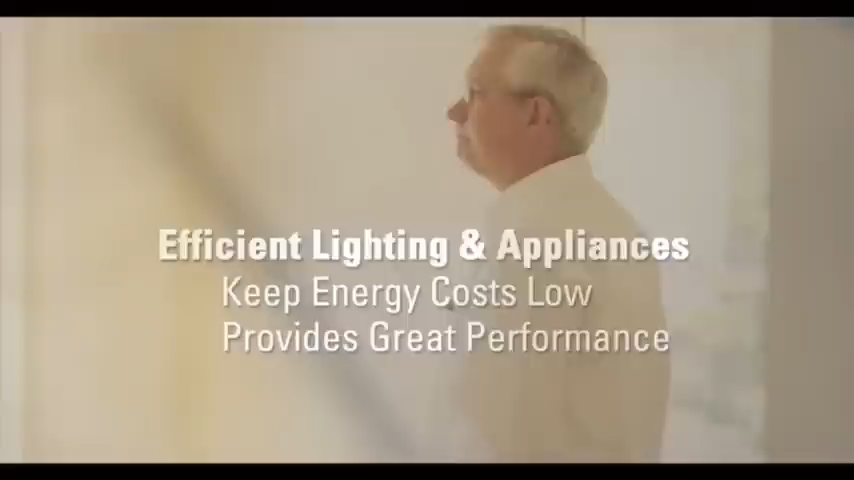 Efficient Lighting & Appliances
Keep Energy Costs Low
Provides Great Performance